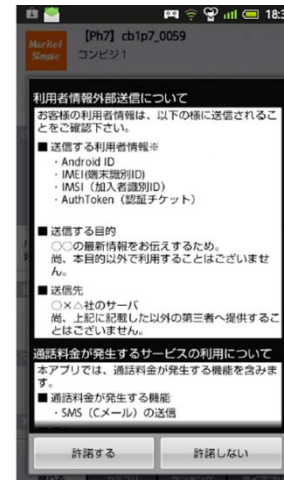 18:3
Market
Simple
【Ph7】cb1p7_0059
コンビジ1
利用者情報外部送信について
お客様の利用者情報は、以下の様に送信されるこ
とをご確認下さい。
■ 送信する利用者情報※
・Android ID
・IMEI(端末識別ID)
・IMSI（加入者識別ID）
・AuthToken（認証チケット）
■ 送信する目的
○○の最新情報をお伝えするため。
尚、本目的以外で利用することはございませ
ん。
■ 送信先
○×△社のサーバ
尚、上記に記載した以外の第三者へ提供するこ
とはございません。
通話料金が発生するサービスの利用について
本アプリでは、通話料金が発生する機能を含みま
す。
■ 通話料金が発生する機能
・SMS（Cメール）の送信
許諾する
許諾しない